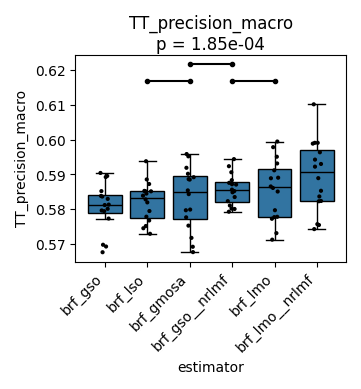 TT_precision_macro
p = 1.85e-04
TT_precision_macro
0.62
0.61
0.60
0.59
0.58
0.57
brf_gso
brf_lso
brf_gmosa
brf_gso__nrlmf
brf_lmo
brf_lmo__nrlmf
estimator